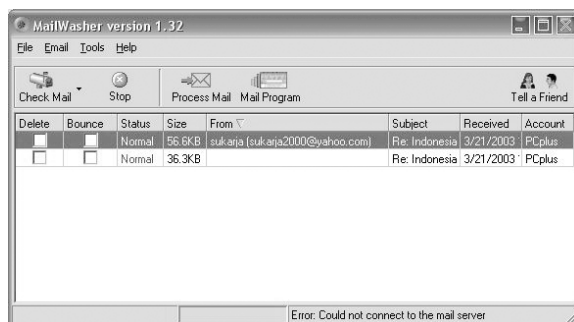 MailWasher version 1.32
File Email Tools Help
Check Mail Stop Process Mail Mail Program Tell a Friend
Delete Bounce Status Size From Subject Received Account
Normal 56.6KB sukarja (sukarja2000@yahoo.com) Re: Indonesia 3/21/2003 PCplus
Normal 36.3KB Re: Indonesia 3/21/2003 PCplus
Error: Could not connect to the mail server